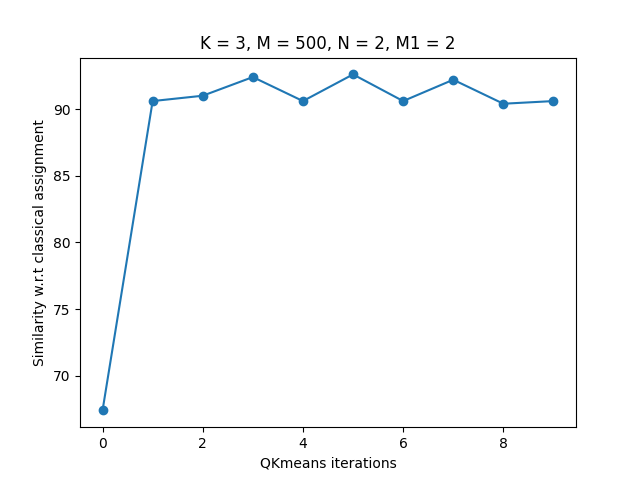 K = 3, M = 500, N = 2, M1 = 2
Similarity w.r.t classical assignment
90
85
80
75
70
0 2 4 6 8
QKmeans iterations